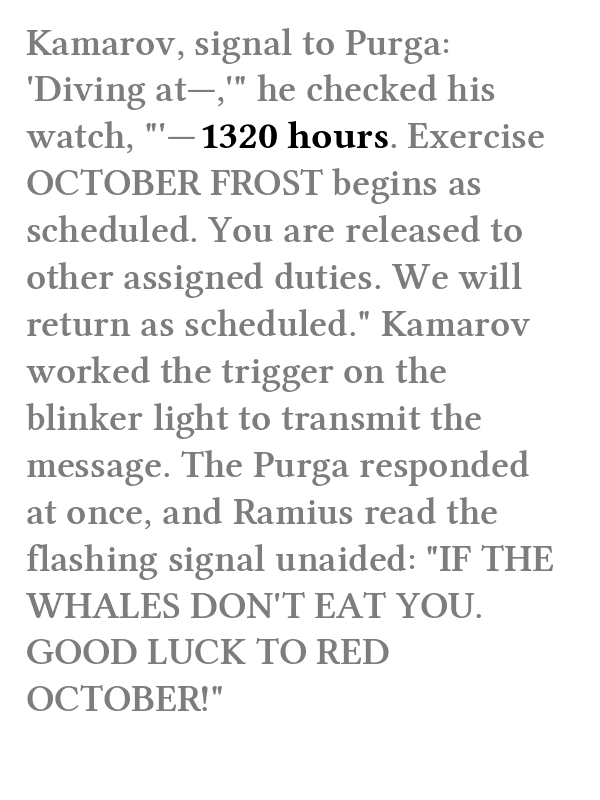 Kamarov, signal to Purga:
'Diving at—,'" he checked his
watch, "'—1320 hours. Exercise
OCTOBER FROST begins as
scheduled. You are released to
other assigned duties. We will
return as scheduled." Kamarov
worked the trigger on the
blinker light to transmit the
message. The Purga responded
at once, and Ramius read the
flashing signal unaided: "IF THE
WHALES DON'T EAT YOU.
GOOD LUCK TO RED
OCTOBER!"